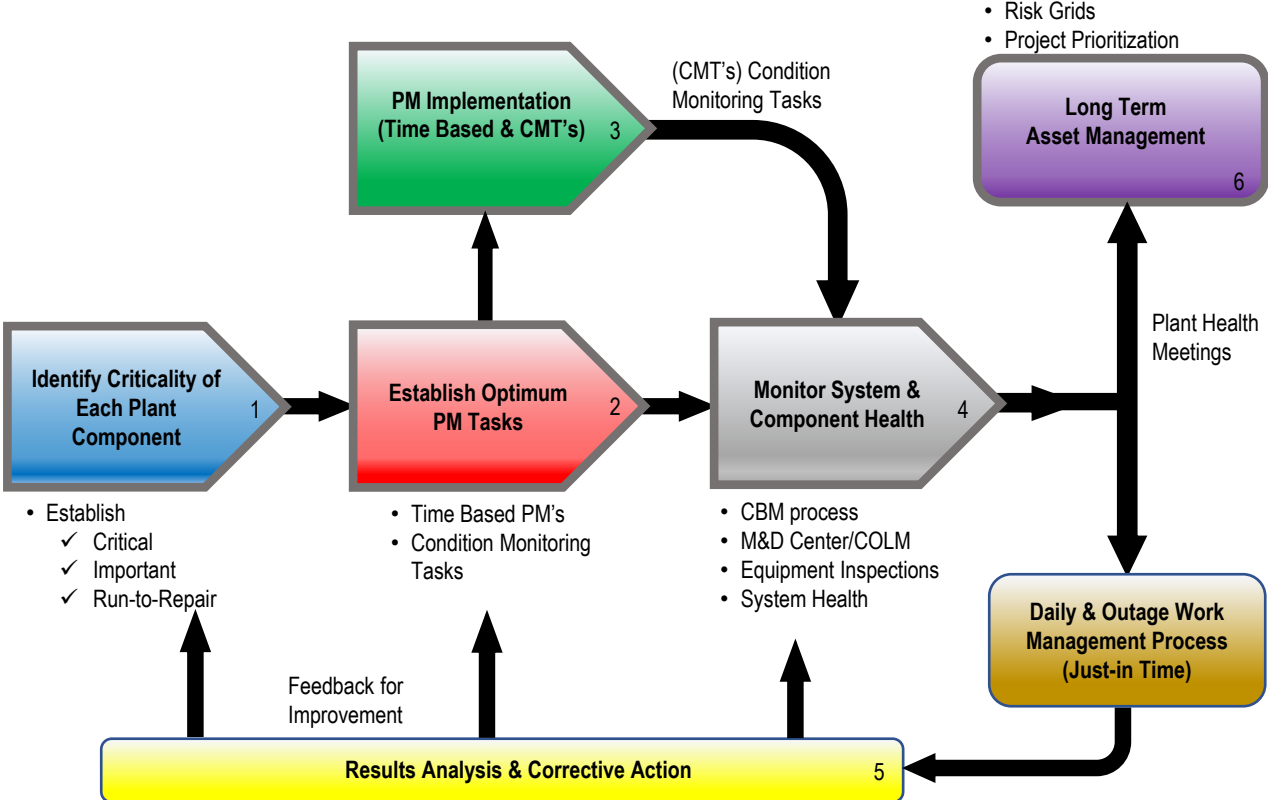 • Risk Grids
• Project Prioritization
PM Implementation
(Time Based & CMT's)
3
(CMT's) Condition
Monitoring Tasks
Long Term
Asset Management
6
Plant Health
Meetings
Identify Criticality of
Each Plant
Component
1
Establish Optimum
PM Tasks
2
Monitor System &
Component Health
4
• Establish
✓ Critical
✓ Important
✓ Run-to-Repair
• Time Based PM's
• Condition Monitoring
Tasks
• CBM process
• M&D Center/COLM
• Equipment Inspections
• System Health
Daily & Outage Work
Management Process
(Just-in Time)
Feedback for
Improvement
Results Analysis & Corrective Action
5